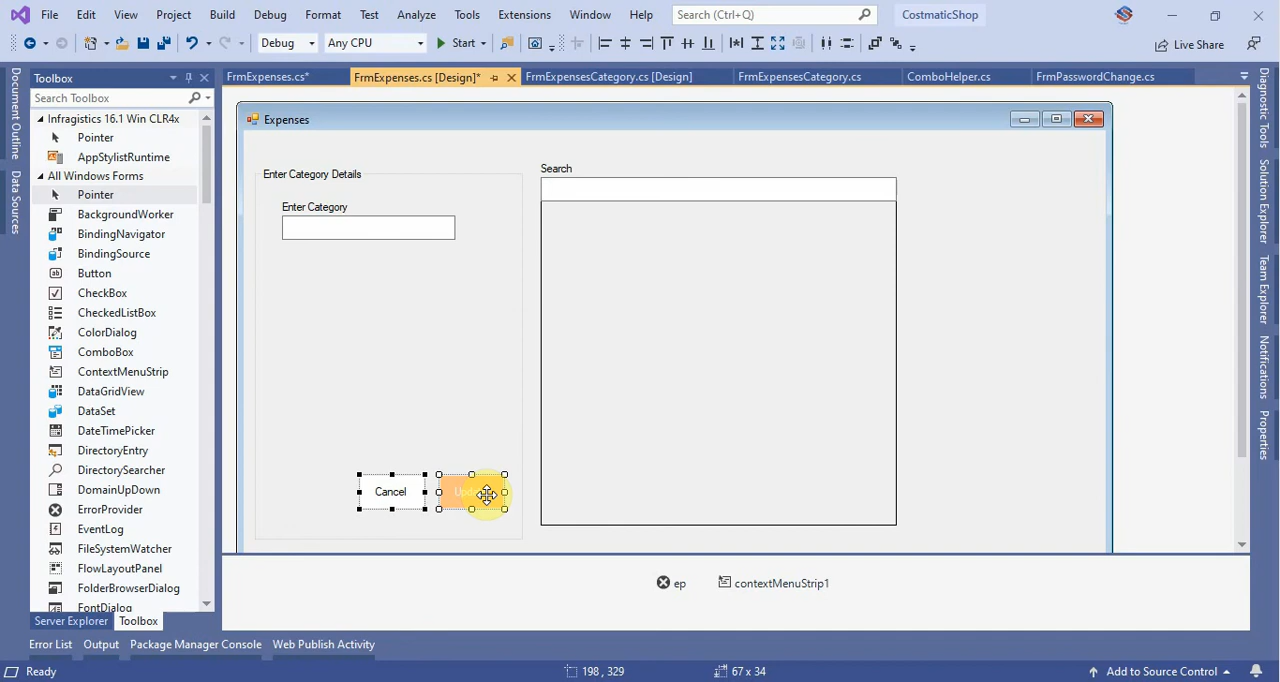 File Edit View Project Build Debug Format Test Analyze Tools Extensions Window Help Search (Ctrl+Q) CostmaticShop
Debug Any CPU Start Live Share
Toolbox
FrmExpenses.cs* FrmExpenses.cs [Design]* FrmExpensesCategory.cs [Design] FrmExpensesCategory.cs ComboHelper.cs FrmPasswordChange.cs
Document Outline
Data Sources
Search Toolbox
Infragistics 16.1 Win CLR4x
Pointer
AppStylistRuntime
All Windows Forms
Pointer
BackgroundWorker
BindingNavigator
BindingSource
Button
CheckBox
CheckedListBox
ColorDialog
ComboBox
ContextMenuStrip
DataGridView
DataSet
DateTimePicker
DirectoryEntry
DirectorySearcher
DomainUpDown
ErrorProvider
EventLog
FileSystemWatcher
FlowLayoutPanel
FolderBrowserDialog
FontDialog
Server Explorer Toolbox
Expenses
Enter Category Details
Enter Category
Search
Cancel
ep contextMenuStrip1
Diagnostic Tools
Solution Explorer
Team Explorer
Notifications
Properties
Error List Output Package Manager Console Web Publish Activity
Ready 198 , 329 67 x 34 Add to Source Control